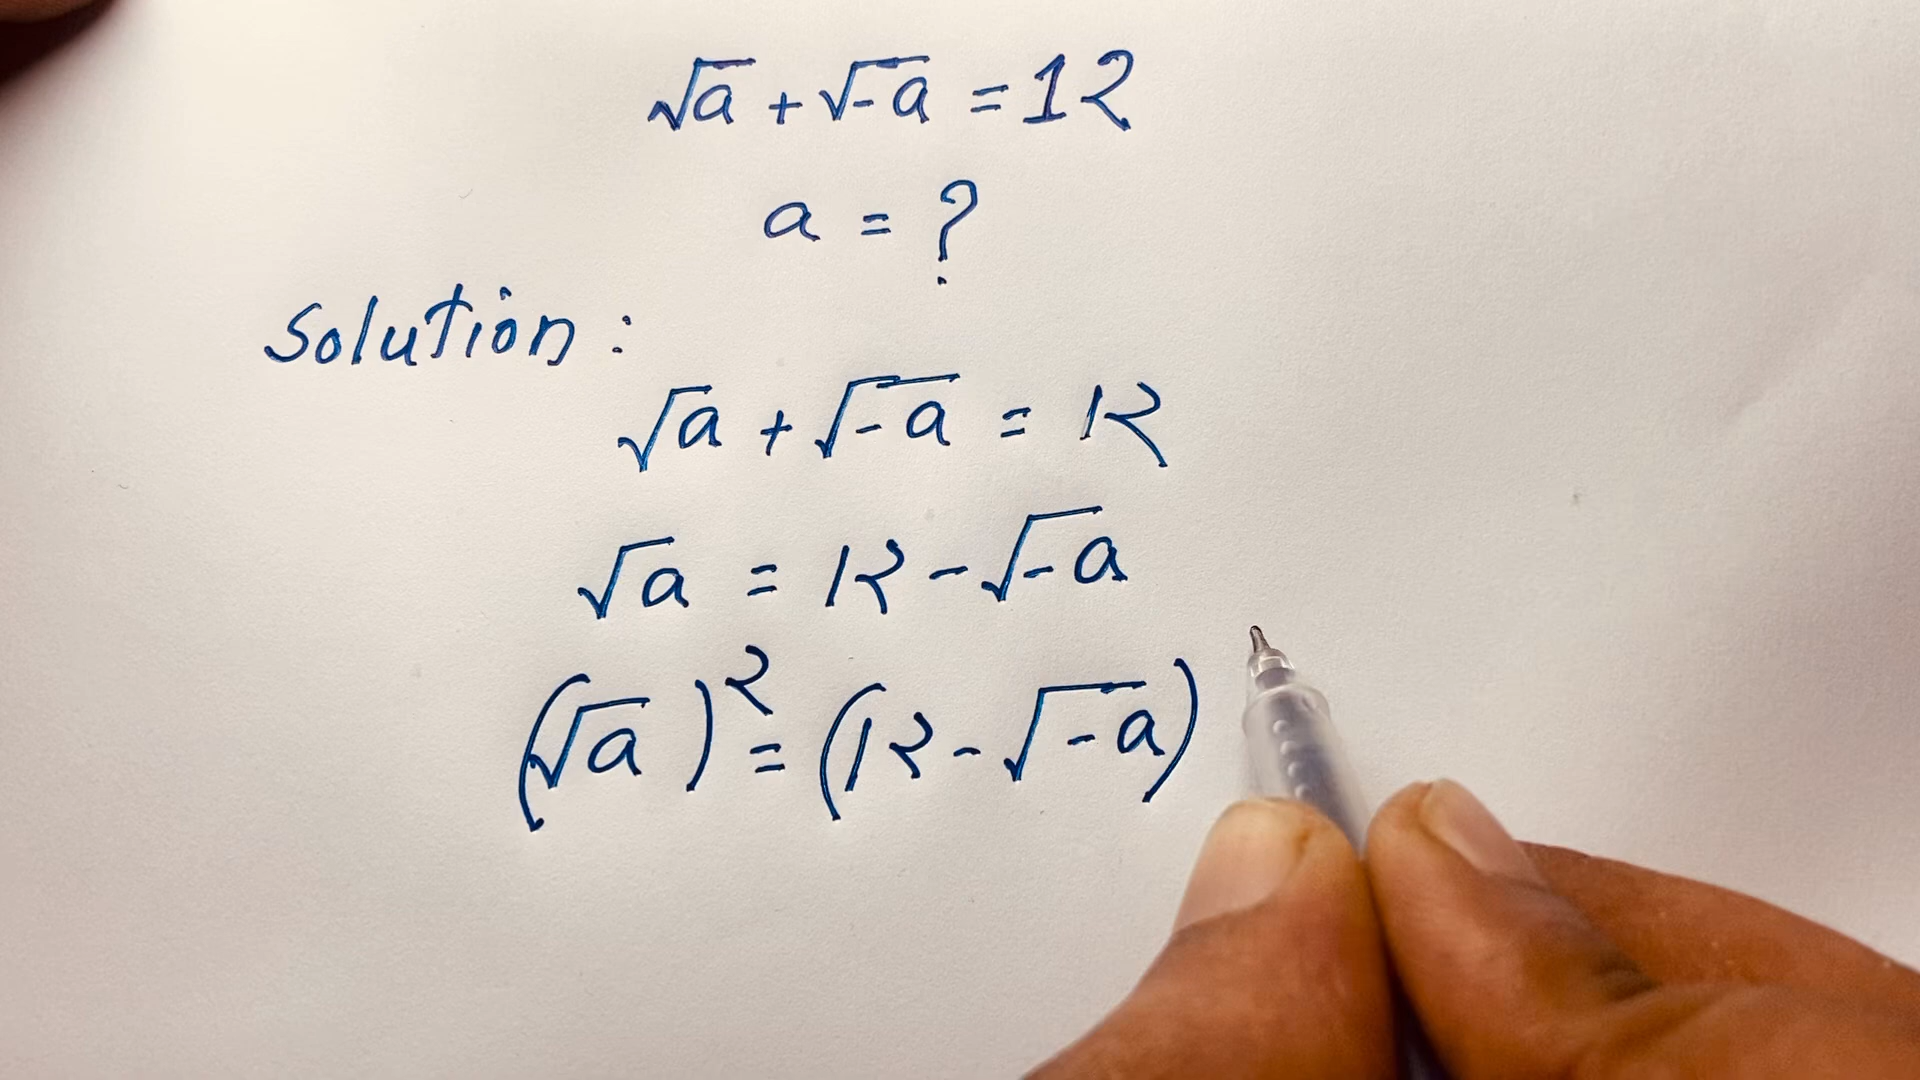 √a + √-a = 12
a = ?
Solution :
√a + √-a = 12
√a = 12 - √-a
(√a)² = (12 - √-a)